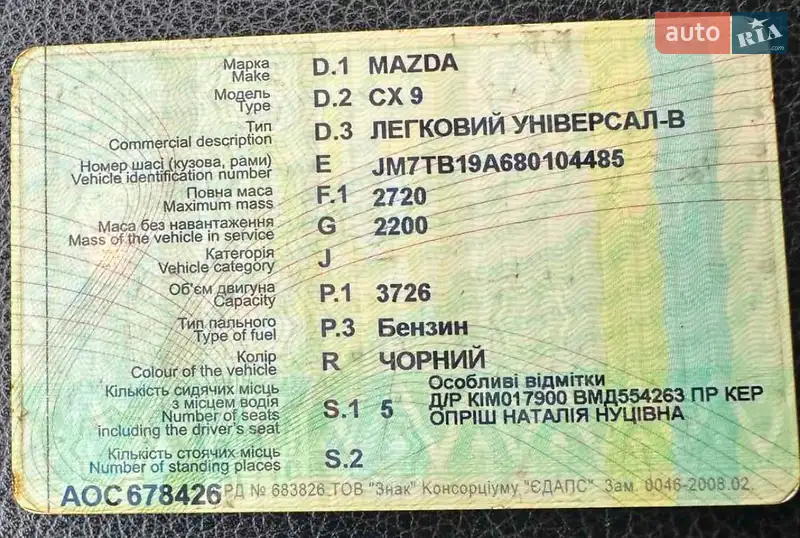 auto RIA.com
Марка D.1 MAZDA
Make
Модель D.2 CX 9
Type
Тип D.3 ЛЕГКОВИЙ УНІВЕРСАЛ-В
Commercial description
Номер шасі (кузова, рами) E JM7TB19A680104485
Vehicle identification number
Повна маса F.1 2720
Maximum mass
Маса без навантаження G 2200
Mass of the vehicle in service
Категорія J
Vehicle category
Об'єм двигуна P.1 3726
Capacity
Тип пального P.3 Бензин
Type of fuel
Колір R ЧОРНИЙ
Colour of the vehicle
Кількість сидячих місць Особливі відмітки
з місцем водія S.1 5 Д/Р КІМ017900 ВМД554263 ПР КЕР
Number of seats ОПРІШ НАТАЛІЯ НУЦІВНА
including the driver's seat
Кількість стоячих місць S.2
Number of standing places
АОС678426 РД № 683826 ТОВ "Знак" Консорціуму "ЄДАПС". Зам. 0046-2008.02.